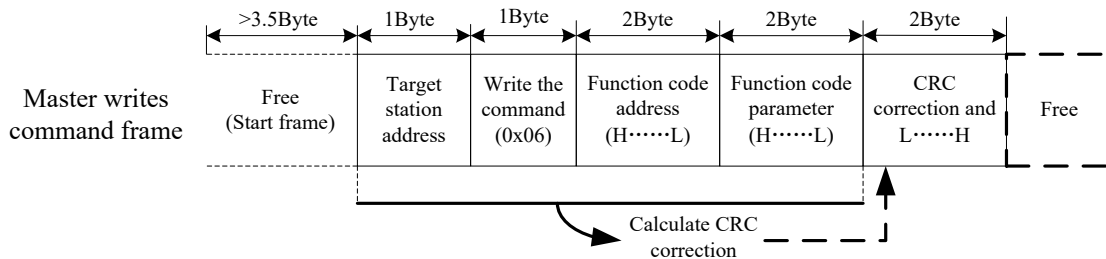 >3.5Byte 1Byte 1Byte 2Byte 2Byte 2Byte
Master writes
command frame
Free
(Start frame)
Target
station
address
Write the
command
(0x06)
Function code
address
(H······L)
Function code
parameter
(H······L)
CRC
correction and
L······H
Free
Calculate CRC
correction